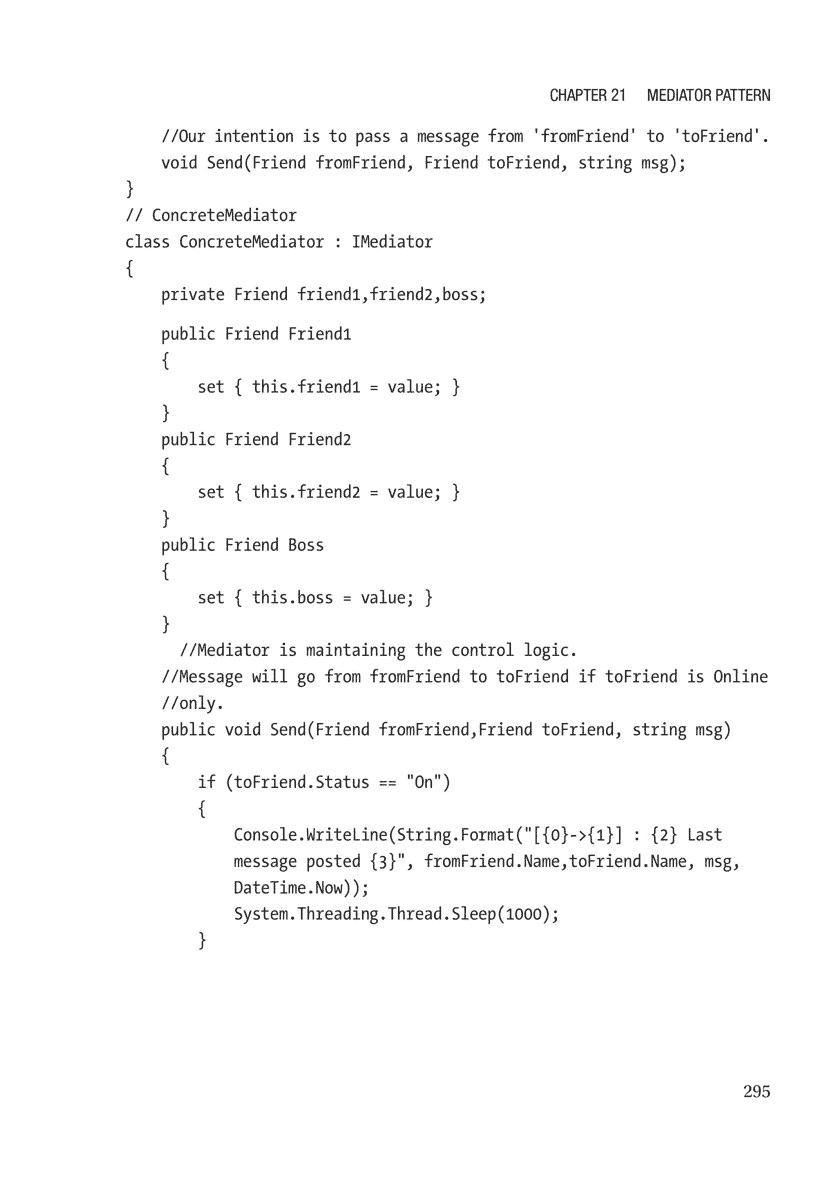 CHAPTER 21 MEDIATOR PATTERN
//Our intention is to pass a message from 'fromFriend' to 'toFriend'.
void Send(Friend fromFriend, Friend toFriend, string msg);
}
// ConcreteMediator
class ConcreteMediator : IMediator
{
private Friend friend1,friend2,boss;
public Friend Friend1
{
set { this.friend1 = value; }
}
public Friend Friend2
{
set { this.friend2 = value; }
}
public Friend Boss
{
set { this.boss = value; }
}
//Mediator is maintaining the control logic.
//Message will go from fromFriend to toFriend if toFriend is Online
//only.
public void Send(Friend fromFriend,Friend toFriend, string msg)
{
if (toFriend.Status == "On")
{
Console.WriteLine(String.Format("[{0}->{1}] : {2} Last
message posted {3}", fromFriend.Name,toFriend.Name, msg,
DateTime.Now));
System.Threading.Thread.Sleep(1000);
}
295